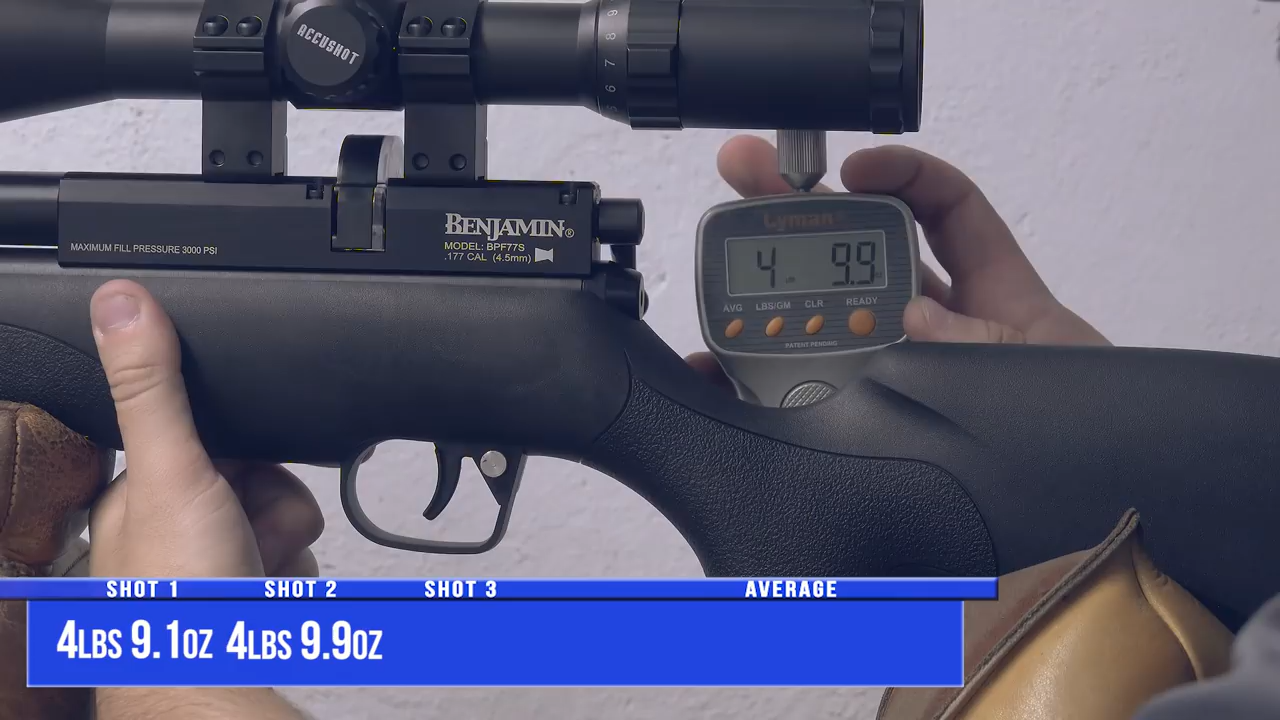 ACCUSHOT
6 7 8 9
BENJAMIN®
MODEL: BPF77S
.177 CAL (4.5mm)
MAXIMUM FILL PRESSURE 3000 PSI
Lyman
4 9.9
AVG LBS/GM CLR READY
PATENT PENDING
SHOT 1 SHOT 2 SHOT 3 AVERAGE
4LBS 9.1OZ 4LBS 9.9OZ